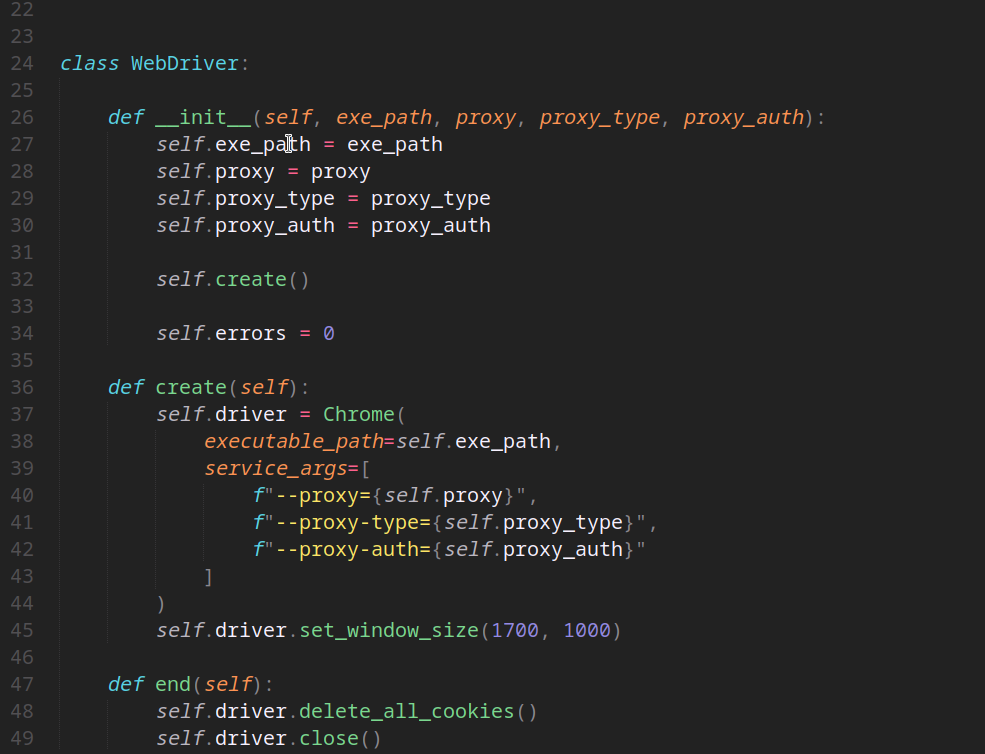 22
23
24 class WebDriver:
25
26 def __init__(self, exe_path, proxy, proxy_type, proxy_auth):
27 self.exe_path = exe_path
28 self.proxy = proxy
29 self.proxy_type = proxy_type
30 self.proxy_auth = proxy_auth
31
32 self.create()
33
34 self.errors = 0
35
36 def create(self):
37 self.driver = Chrome(
38 executable_path=self.exe_path,
39 service_args=[
40 f"--proxy={self.proxy}",
41 f"--proxy-type={self.proxy_type}",
42 f"--proxy-auth={self.proxy_auth}"
43 ]
44 )
45 self.driver.set_window_size(1700, 1000)
46
47 def end(self):
48 self.driver.delete_all_cookies()
49 self.driver.close()